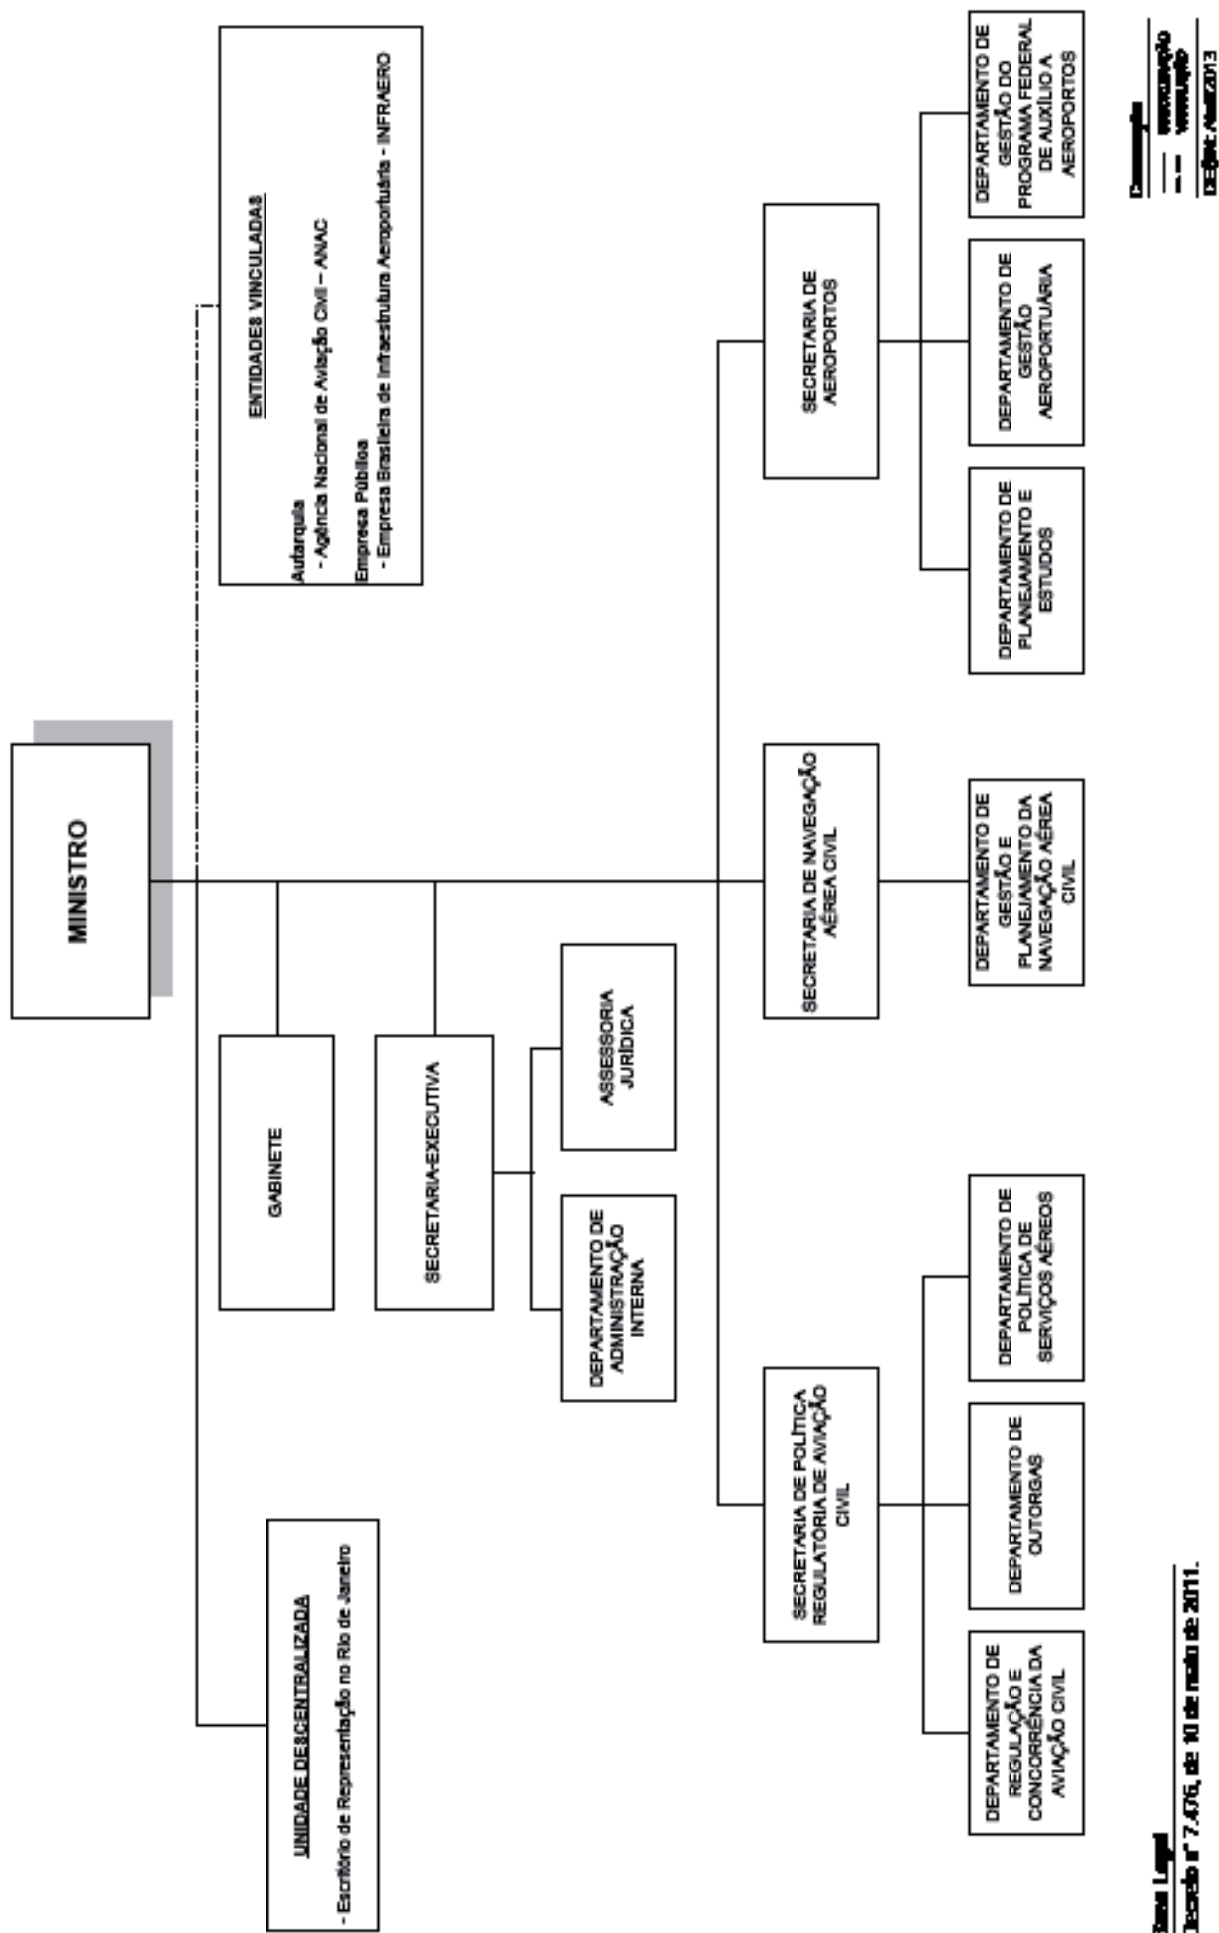 MINISTRO
UNIDADE DESCENTRALIZADA
- Escritório de Representação no Rio de Janeiro
GABINETE
ENTIDADES VINCULADAS
Autarquia
- Agência Nacional de Aviação Civil – ANAC
Empresa Pública
- Empresa Brasileira de Infraestrutura Aeroportuária - INFRAERO
SECRETARIA-EXECUTIVA
DEPARTAMENTO DE
ADMINISTRAÇÃO
INTERNA
ASSESSORIA
JURÍDICA
SECRETARIA DE POLÍTICA
REGULATÓRIA DE AVIAÇÃO
CIVIL
SECRETARIA DE NAVEGAÇÃO
AÉREA CIVIL
SECRETARIA DE
AEROPORTOS
DEPARTAMENTO DE
REGULAÇÃO E
CONCORRÊNCIA DA
AVIAÇÃO CIVIL
DEPARTAMENTO DE
OUTORGAS
DEPARTAMENTO DE
POLÍTICA DE
SERVIÇOS AÉREOS
DEPARTAMENTO DE
GESTÃO E
PLANEJAMENTO DA
NAVEGAÇÃO AÉREA
CIVIL
DEPARTAMENTO DE
PLANEJAMENTO E
ESTUDOS
DEPARTAMENTO DE
GESTÃO
AEROPORTUÁRIA
DEPARTAMENTO DE
GESTÃO DO
PROGRAMA FEDERAL
DE AUXÍLIO A
AEROPORTOS
Base Legal
Decreto n° 7.476, de 10 de maio de 2011.
Abril/2013